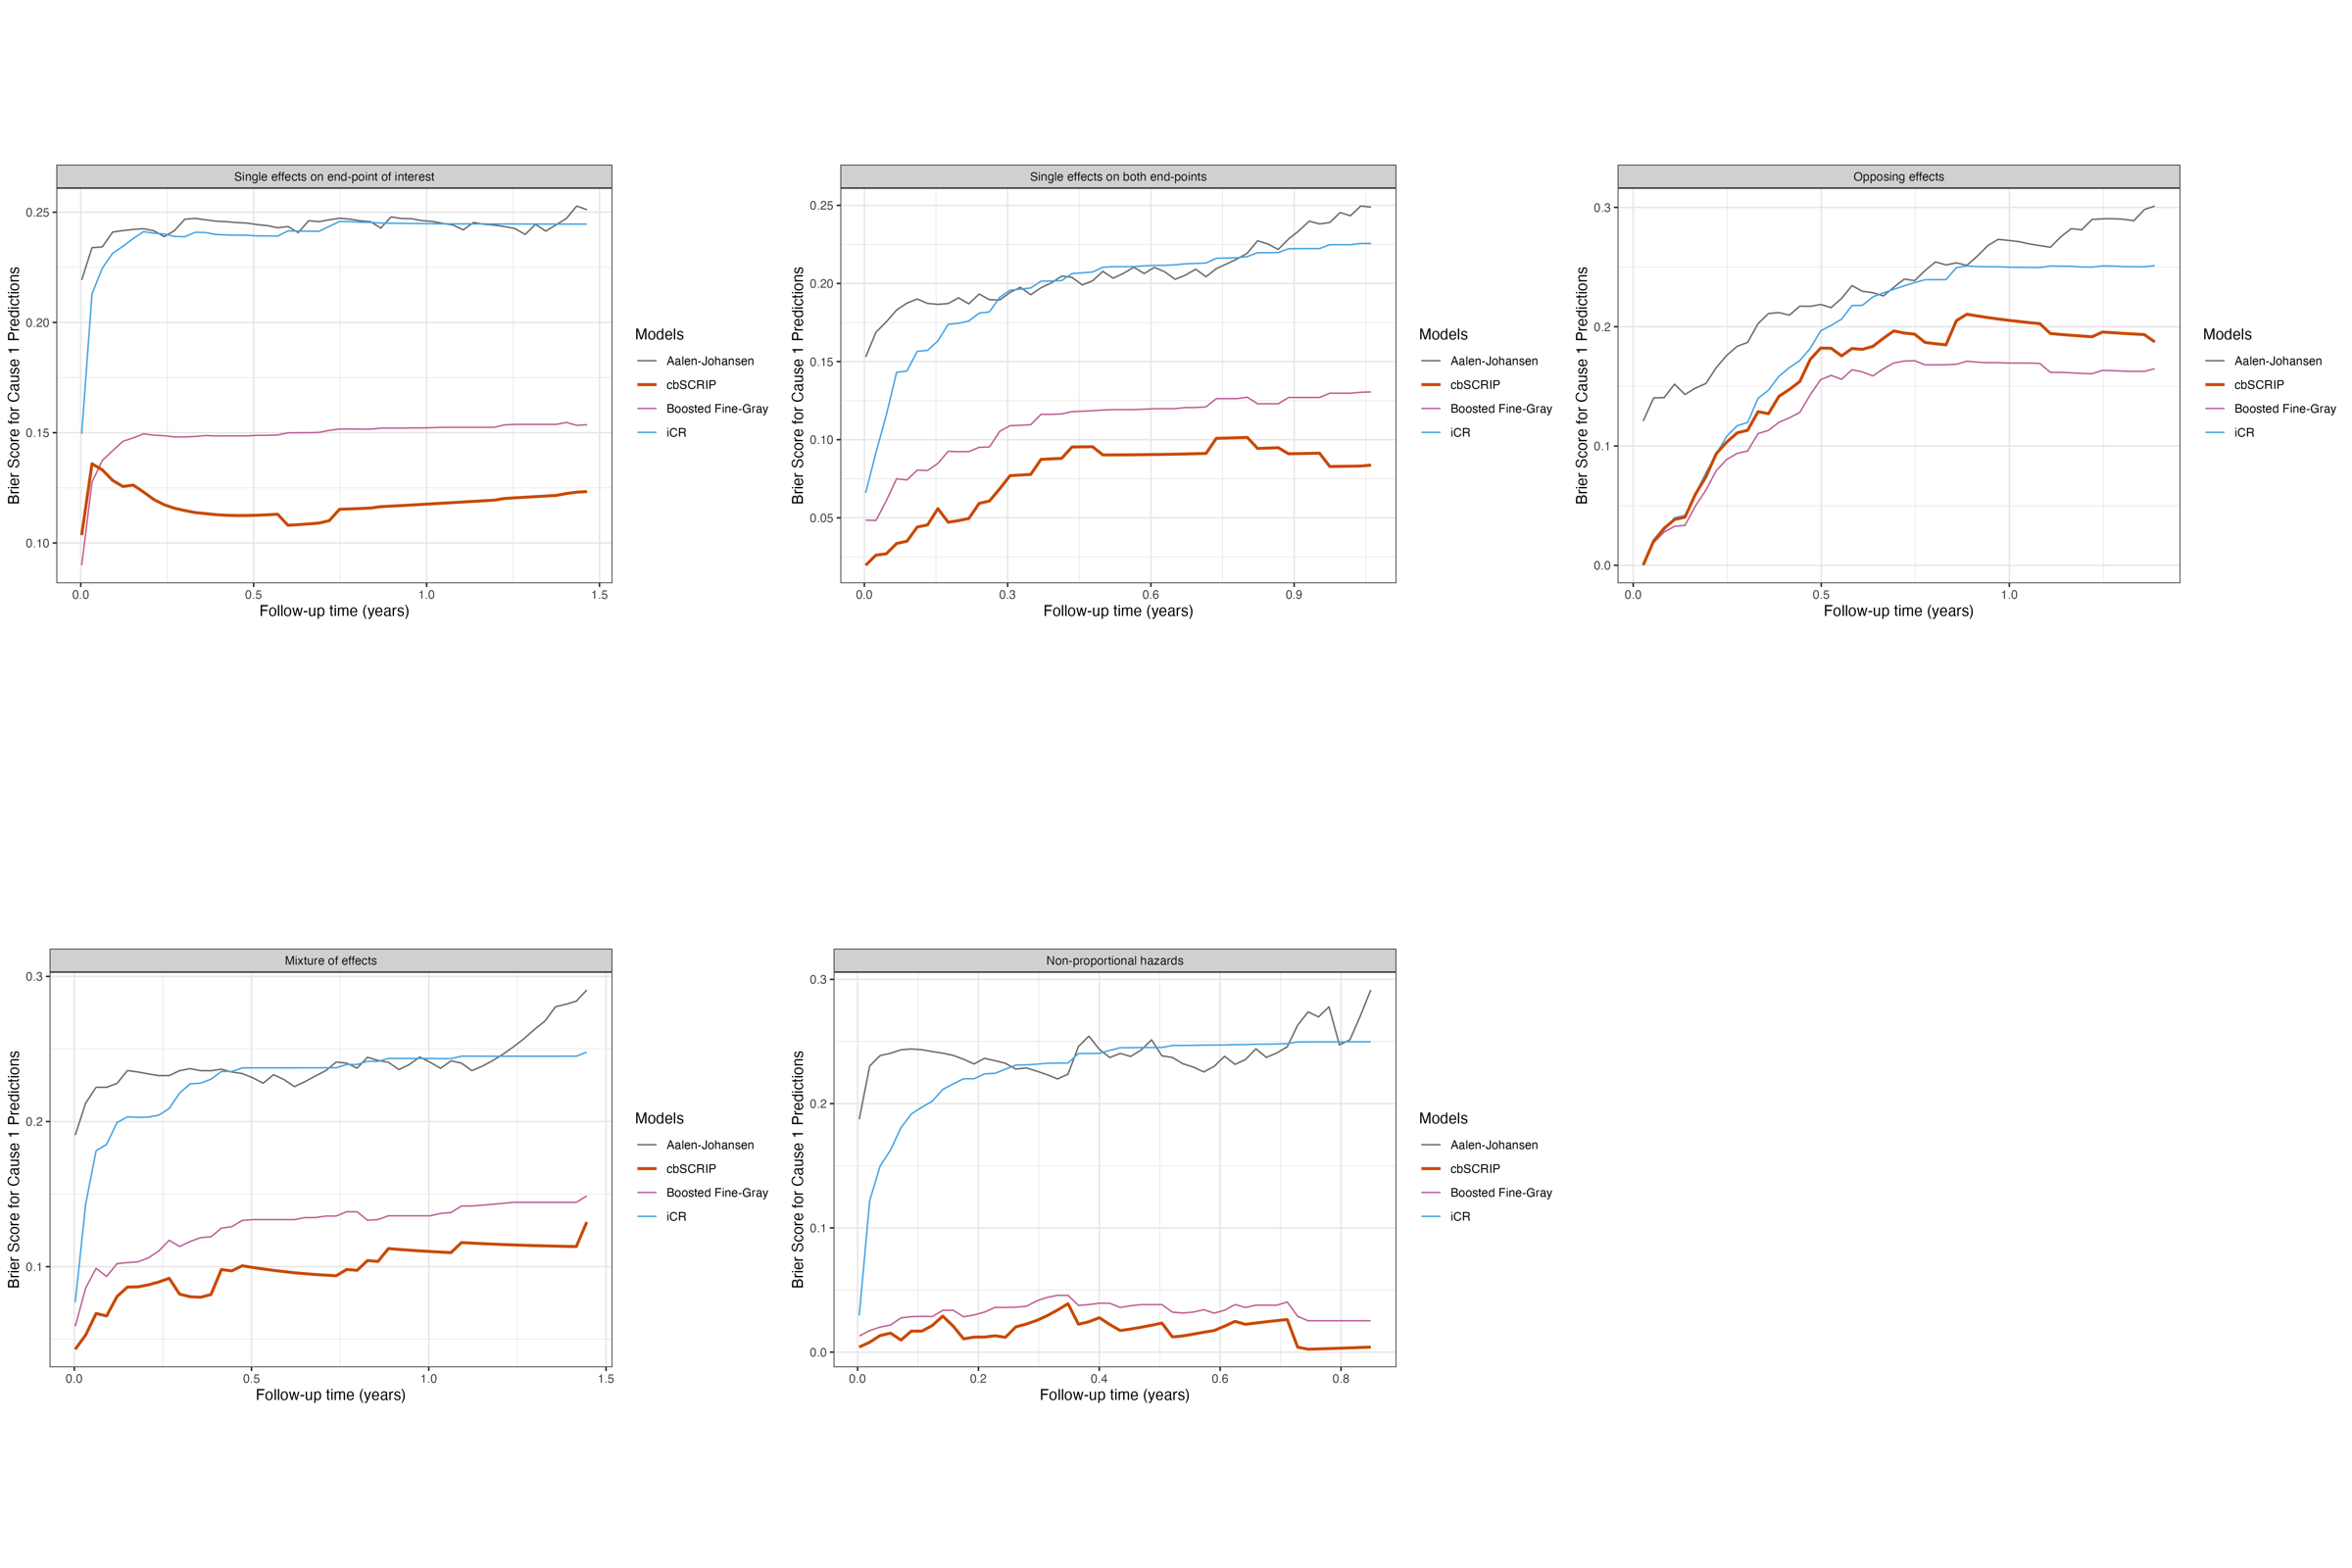 Single effects on end-point of interest
Brier Score for Cause 1 Predictions
0.25
0.20
0.15
0.10
0.0 0.5 1.0 1.5
Follow-up time (years)
Models
Aalen-Johansen
cbSCRIP
Boosted Fine-Gray
iCR
Single effects on both end-points
Brier Score for Cause 1 Predictions
0.25
0.20
0.15
0.10
0.05
0.0 0.3 0.6 0.9
Follow-up time (years)
Models
Aalen-Johansen
cbSCRIP
Boosted Fine-Gray
iCR
Opposing effects
Brier Score for Cause 1 Predictions
0.3
0.2
0.1
0.0
0.0 0.5 1.0
Follow-up time (years)
Models
Aalen-Johansen
cbSCRIP
Boosted Fine-Gray
iCR
Mixture of effects
Brier Score for Cause 1 Predictions
0.3
0.2
0.1
0.0 0.5 1.0 1.5
Follow-up time (years)
Models
Aalen-Johansen
cbSCRIP
Boosted Fine-Gray
iCR
Non-proportional hazards
Brier Score for Cause 1 Predictions
0.3
0.2
0.1
0.0
0.0 0.2 0.4 0.6 0.8
Follow-up time (years)
Models
Aalen-Johansen
cbSCRIP
Boosted Fine-Gray
iCR